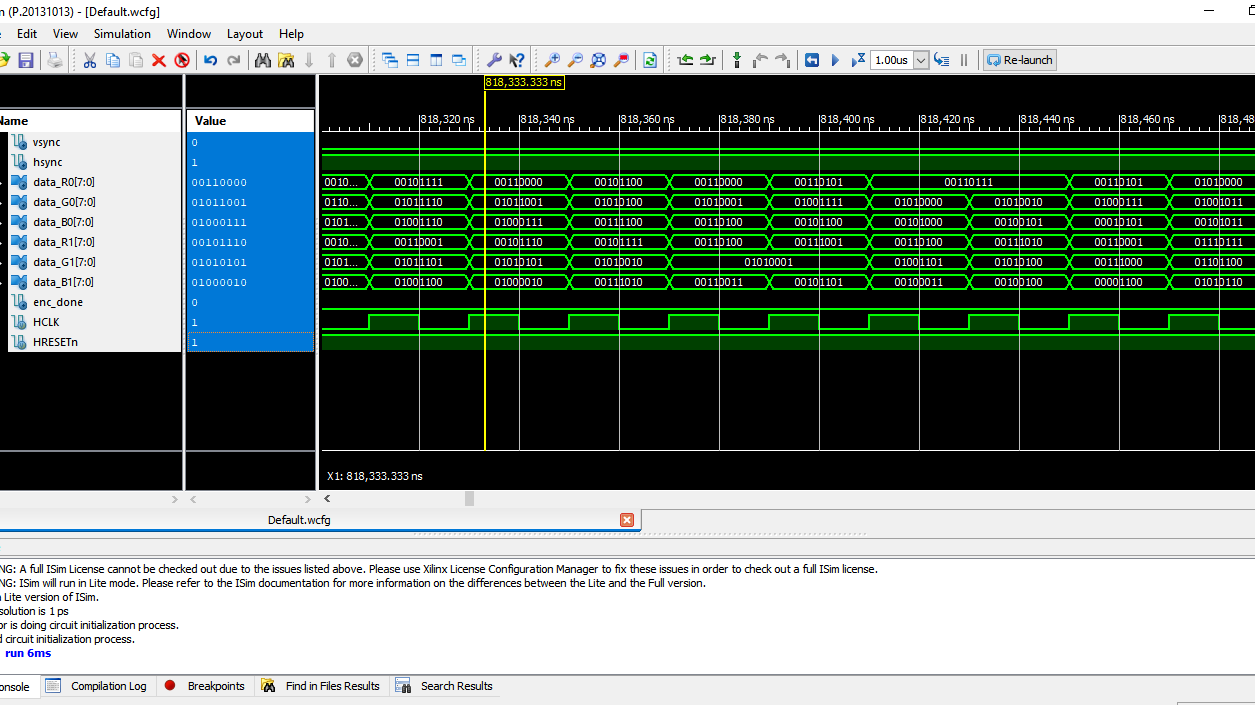 n (P.20131013) - [Default.wcfg]
Edit View Simulation Window Layout Help
1.00us Re-launch
818,333.333 ns
818,320 ns 818,340 ns 818,360 ns 818,380 ns 818,400 ns 818,420 ns 818,440 ns 818,460 ns 818,48
Name Value
vsync 0
hsync 1
data_R0[7:0] 00110000 0010... 00101111 00110000 00101100 00110000 00110101 00110111 00110101 01010000
data_G0[7:0] 01011001 0110... 01011110 01011001 01010100 01010001 01001111 01010000 01010010 01000111 01001011
data_B0[7:0] 01000111 0101... 01001110 01000111 00111100 00110100 00101100 00101000 00100101 00010101 00101011
data_R1[7:0] 00101110 0010... 00110001 00101110 00101111 00110100 00111001 00110100 00111010 00110001 01110111
data_G1[7:0] 01010101 0101... 01011101 01010101 01010010 01010001 01001101 01010100 00111000 01101100
data_B1[7:0] 01000010 0100... 01001100 01000010 00111010 00110011 00101101 00100011 00100100 00001100 01010110
enc_done 0
HCLK 1
HRESETn 1
X1: 818,333.333 ns
Default.wcfg
NG: A full ISim License cannot be checked out due to the issues listed above. Please use Xilinx License Configuration Manager to fix these issues in order to check out a full ISim license.
NG: ISim will run in Lite mode. Please refer to the ISim documentation for more information on the differences between the Lite and the Full version.
Lite version of ISim.
solution is 1 ps
or is doing circuit initialization process.
d circuit initialization process.
run 6ms
onsole Compilation Log Breakpoints Find in Files Results Search Results